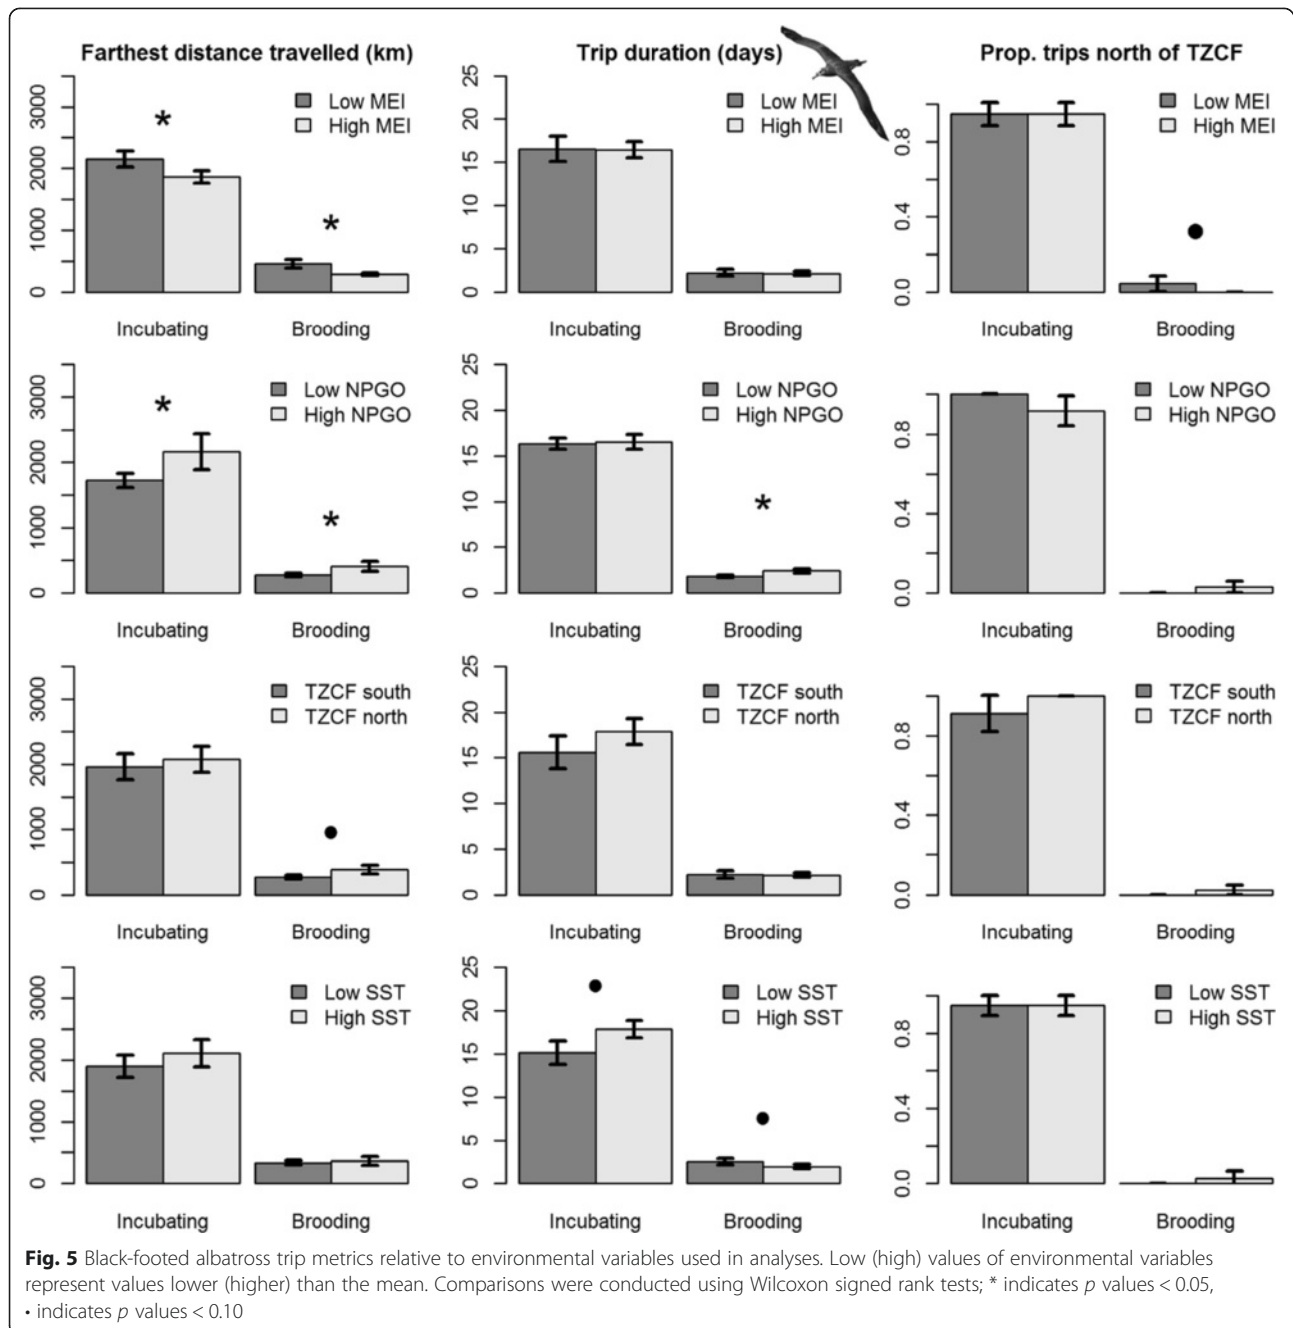 Farthest distance travelled (km)
Trip duration (days)
Prop. trips north of TZCF
0 1000 2000 3000
Low MEI
High MEI
*
*
Incubating Brooding
0 5 10 15 20 25
Low MEI
High MEI
Incubating Brooding
0.0 0.4 0.8
Low MEI
High MEI
•
Incubating Brooding
0 1000 2000 3000
Low NPGO
High NPGO
*
*
Incubating Brooding
0 5 10 15 20 25
Low NPGO
High NPGO
*
Incubating Brooding
0.0 0.4 0.8
Low NPGO
High NPGO
Incubating Brooding
0 1000 2000 3000
TZCF south
TZCF north
•
Incubating Brooding
0 5 10 15 20 25
TZCF south
TZCF north
Incubating Brooding
0.0 0.4 0.8
TZCF south
TZCF north
Incubating Brooding
0 1000 2000 3000
Low SST
High SST
Incubating Brooding
0 5 10 15 20 25
Low SST
High SST
•
•
Incubating Brooding
0.0 0.4 0.8
Low SST
High SST
Incubating Brooding
Fig. 5 Black-footed albatross trip metrics relative to environmental variables used in analyses. Low (high) values of environmental variables
represent values lower (higher) than the mean. Comparisons were conducted using Wilcoxon signed rank tests; * indicates p values < 0.05,
• indicates p values < 0.10